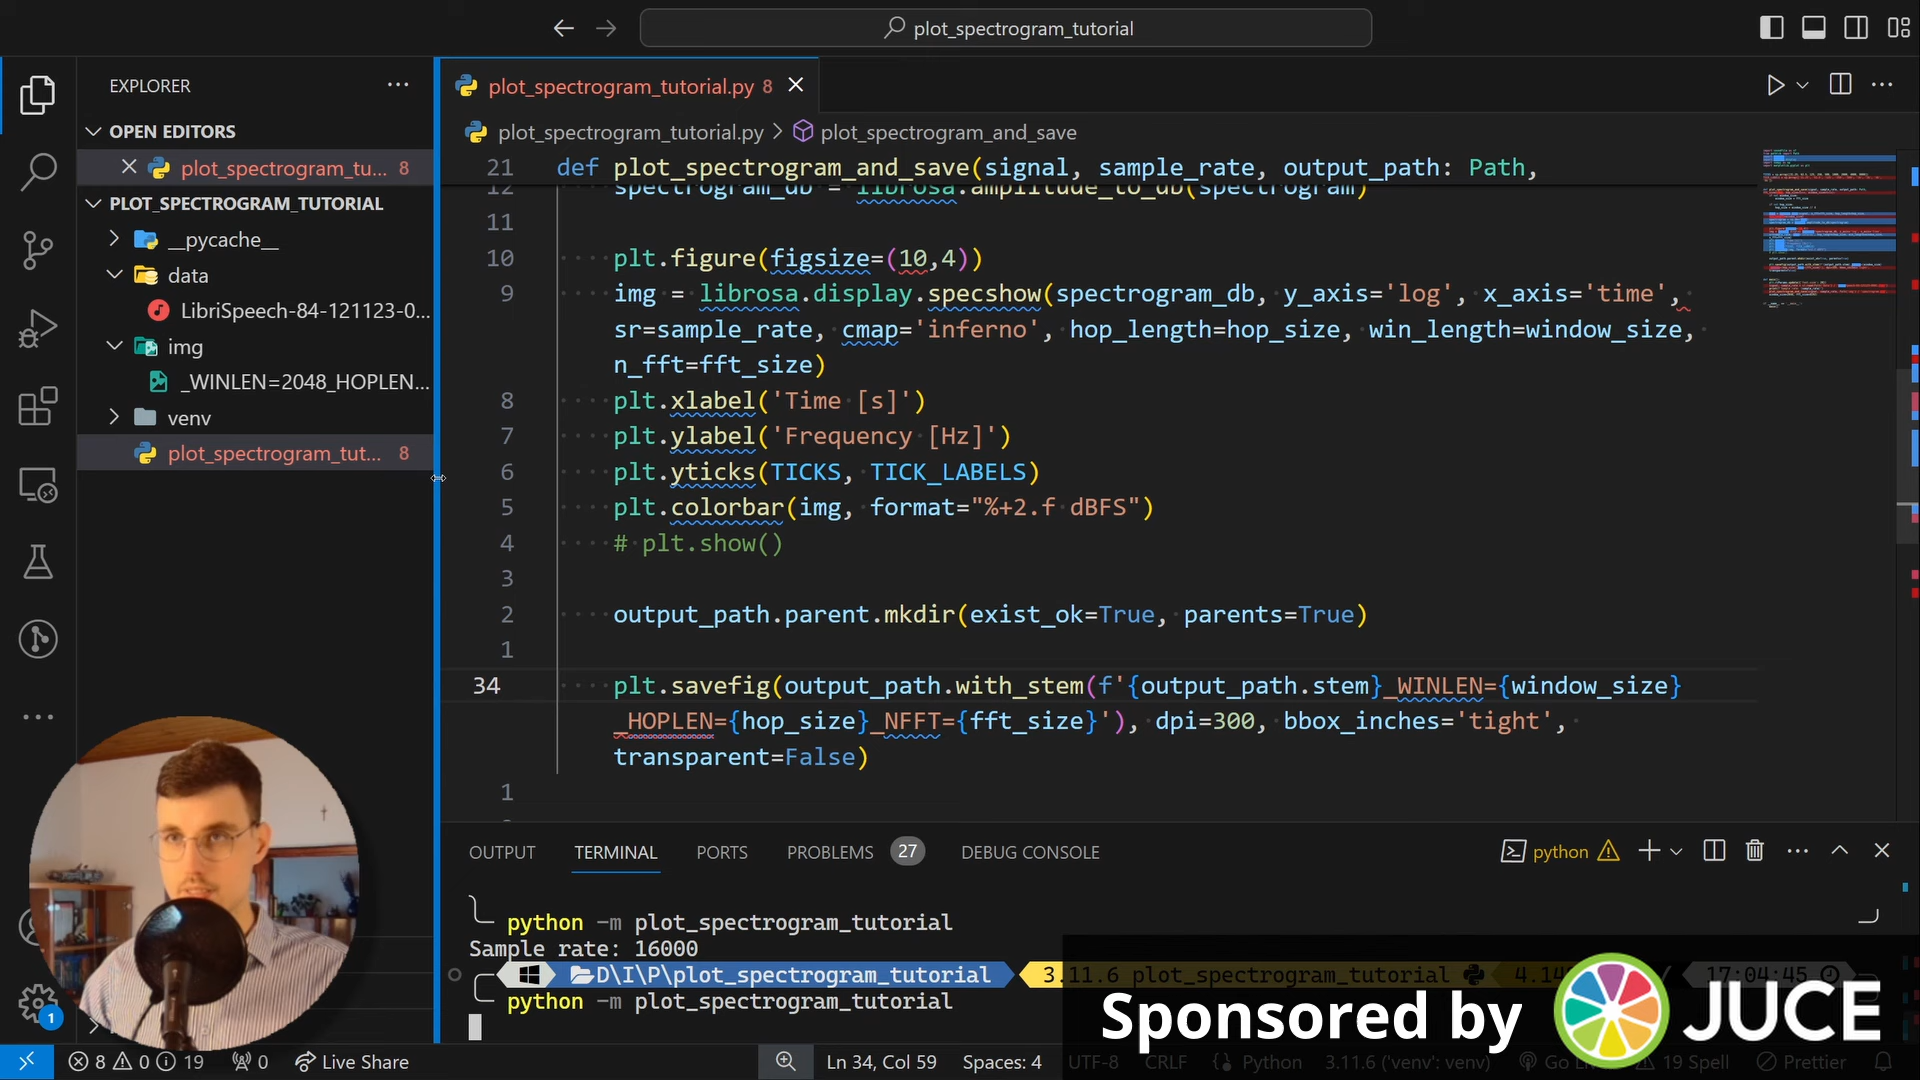 plot_spectrogram_tutorial
EXPLORER
OPEN EDITORS
plot_spectrogram_tu... 8
PLOT_SPECTROGRAM_TUTORIAL
__pycache__
data
LibriSpeech-84-121123-0...
img
_WINLEN=2048_HOPLEN...
venv
plot_spectrogram_tut... 8
plot_spectrogram_tutorial.py 8
plot_spectrogram_tutorial.py > plot_spectrogram_and_save
21 def plot_spectrogram_and_save(signal, sample_rate, output_path: Path,
12 spectrogram_db = librosa.amplitude_to_db(spectrogram)
11
10 plt.figure(figsize=(10,4))
9 img = librosa.display.specshow(spectrogram_db, y_axis='log', x_axis='time',
sr=sample_rate, cmap='inferno', hop_length=hop_size, win_length=window_size,
n_fft=fft_size)
8 plt.xlabel('Time [s]')
7 plt.ylabel('Frequency [Hz]')
6 plt.yticks(TICKS, TICK_LABELS)
5 plt.colorbar(img, format="%+2.f dBFS")
4 # plt.show()
3
2 output_path.parent.mkdir(exist_ok=True, parents=True)
1
34 plt.savefig(output_path.with_stem(f'{output_path.stem}_WINLEN={window_size}
_HOPLEN={hop_size}_NFFT={fft_size}'), dpi=300, bbox_inches='tight',
transparent=False)
1
OUTPUT TERMINAL PORTS PROBLEMS 27 DEBUG CONSOLE
python
python -m plot_spectrogram_tutorial
Sample rate: 16000
D\I\P\plot_spectrogram_tutorial 3.11.6 plot_spectrogram_tutorial 17:04:45
python -m plot_spectrogram_tutorial
Sponsored by JUCE
1
8 0 19 0 Live Share Ln 34, Col 59 Spaces: 4 UTF-8 CRLF Python 3.11.6 ('venv': venv) 19 Spell Prettier